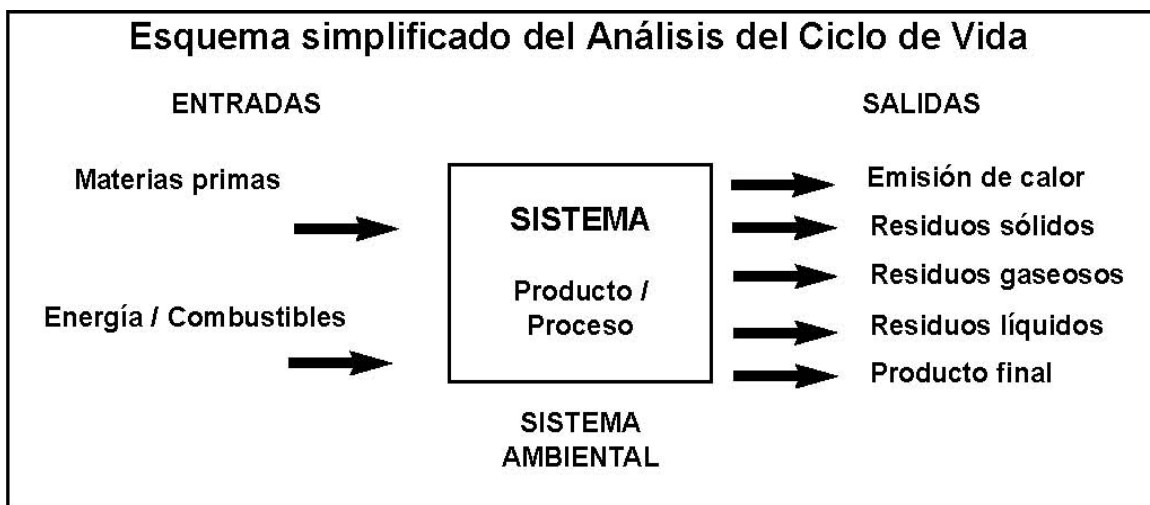 Esquema simplificado del Análisis del Ciclo de Vida
ENTRADAS
SALIDAS
Materias primas
Energía / Combustibles
SISTEMA
Producto /
Proceso
SISTEMA
AMBIENTAL
Emisión de calor
Residuos sólidos
Residuos gaseosos
Residuos líquidos
Producto final